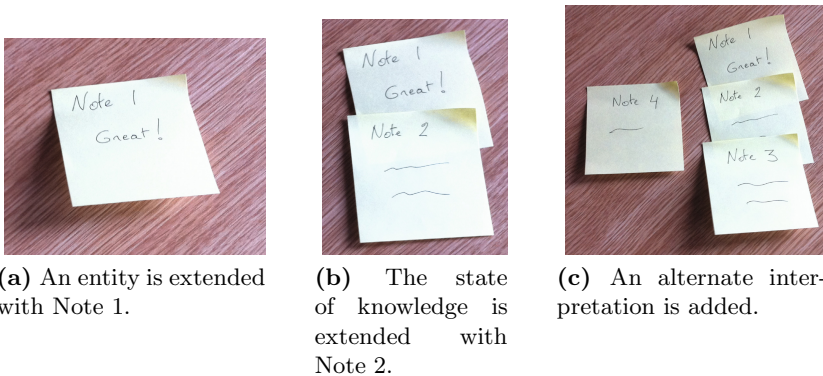 Note 1
Great!
Note 1
Great!
Note 2
Note 1
Great!
Note 4
Note 2
Note 3
(a) An entity is extended
with Note 1.
(b) The state
of knowledge is
extended with
Note 2.
(c) An alternate inter-
pretation is added.